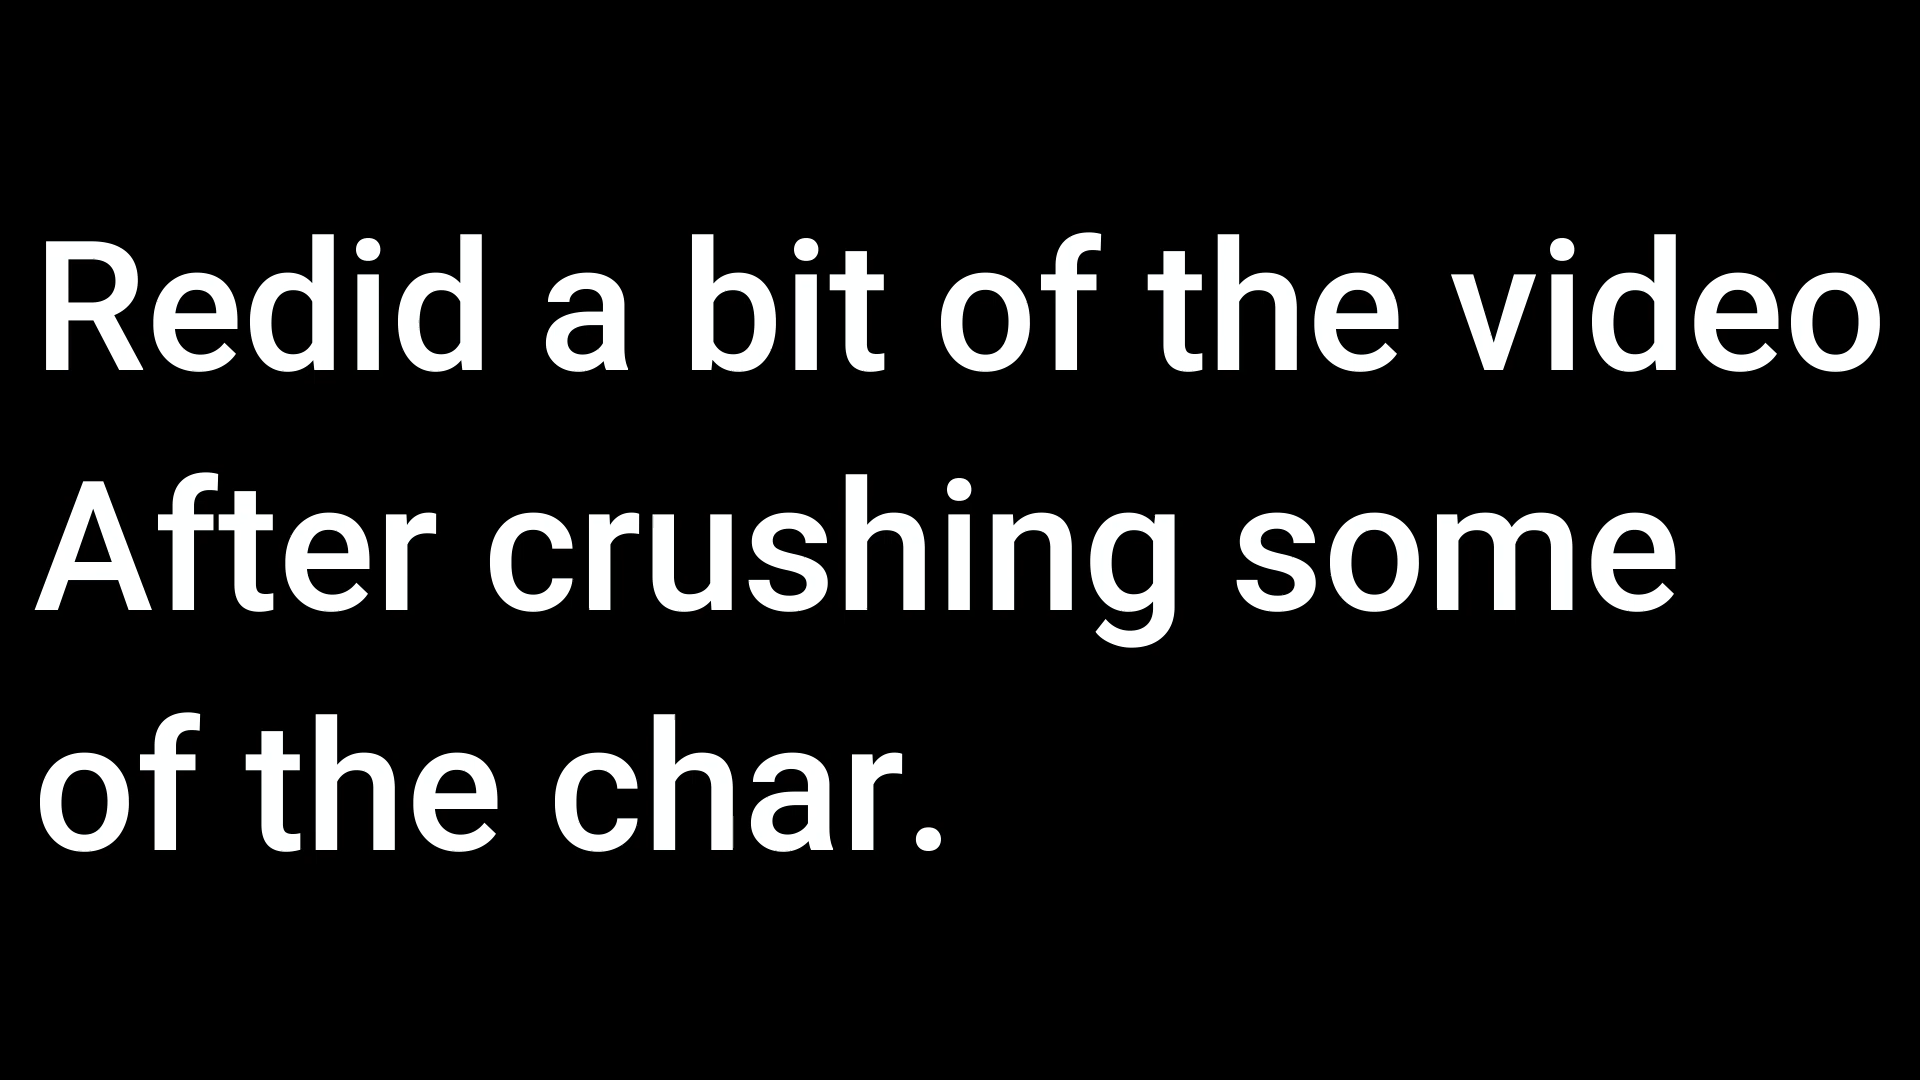 Redid a bit of the video
After crushing some
of the char.